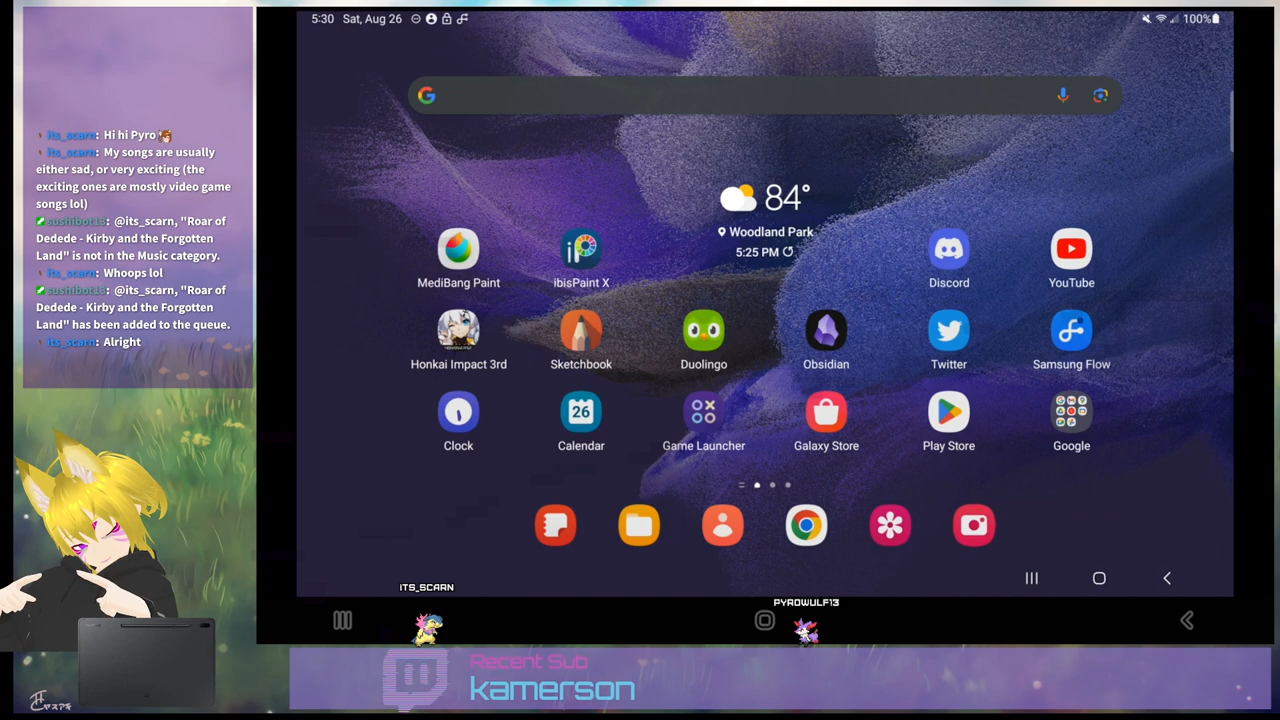 5:30 Sat, Aug 26
100%
its_scarn: Hi hi Pyro
its_scarn: My songs are usually
either sad, or very exciting (the
exciting ones are mostly video game
songs lol)
sushibot13: @its_scarn, "Roar of
Dedede - Kirby and the Forgotten
Land" is not in the Music category.
its_scarn: Whoops lol
@its_scarn, "Roar of
Dedede - Kirby and the Forgotten
Land" has been added to the queue.
its_scarn: Alright
84°
Woodland Park
5:25 PM
MediBang Paint
ibisPaint X
Discord
YouTube
Honkai Impact 3rd
Sketchbook
Duolingo
Obsidian
Twitter
Samsung Flow
26
Clock
Calendar
Game Launcher
Galaxy Store
Play Store
Google
ITS_SCARN
PYROWULF13
Recent Sub
kamerson